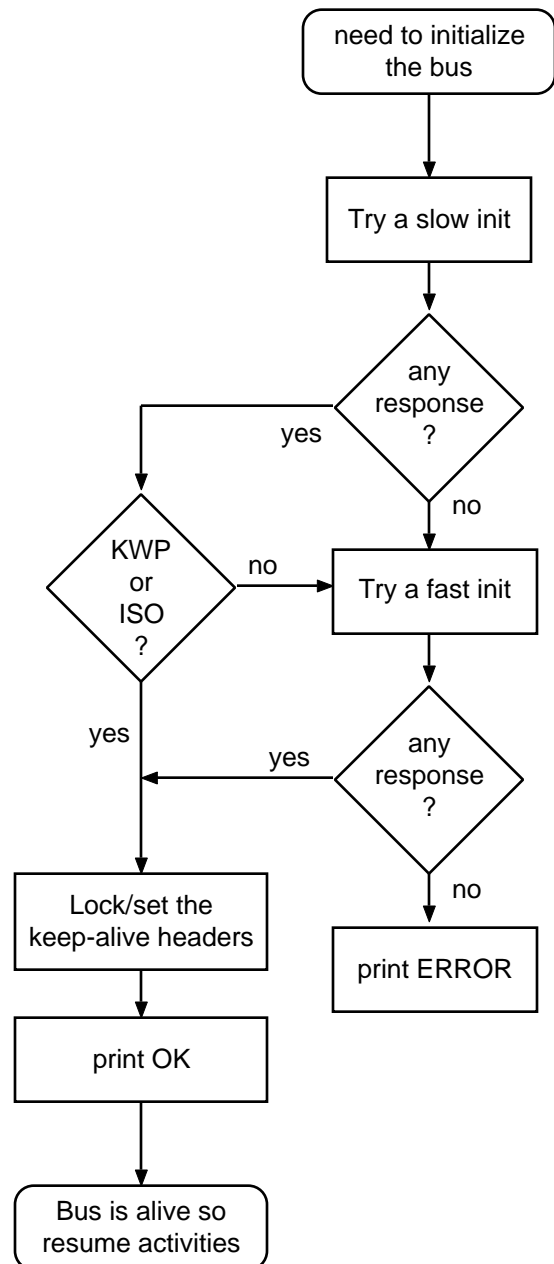 need to initialize
the bus
Try a slow init
any
response
?
yes
no
KWP
or
ISO
?
no
Try a fast init
yes
yes
any
response
?
no
Lock/set the
keep-alive headers
print ERROR
print OK
Bus is alive so
resume activities